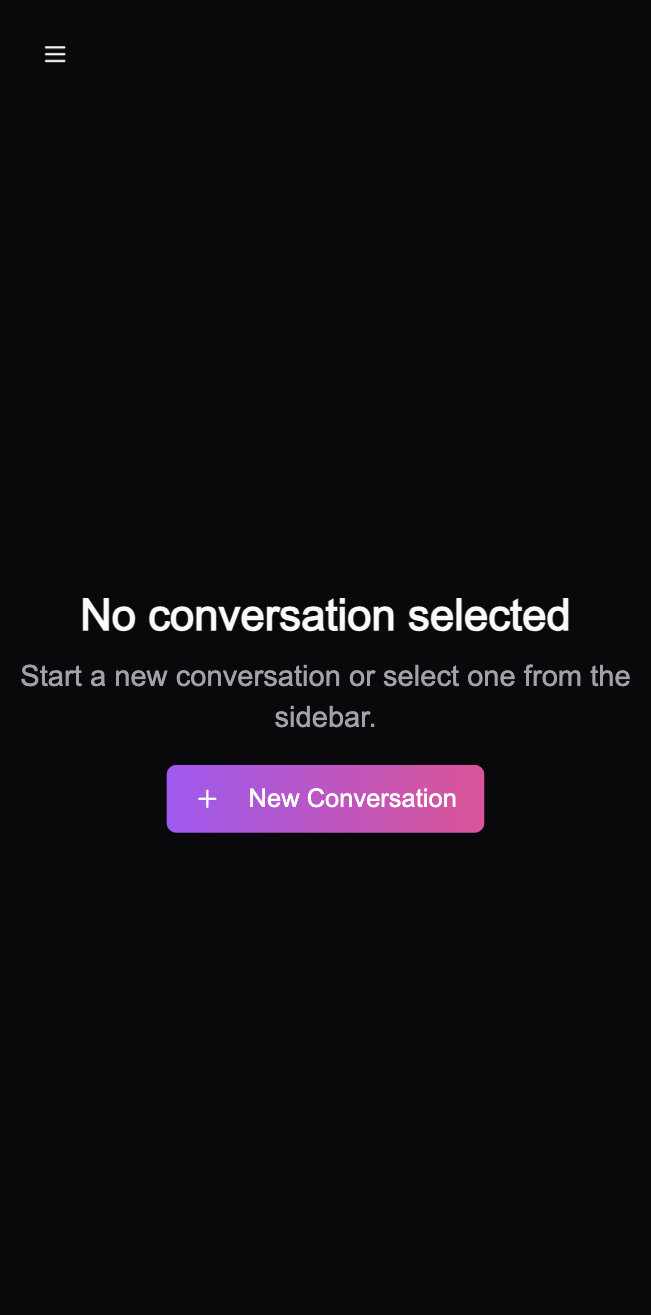 No conversation selected
Start a new conversation or select one from the
sidebar.
New Conversation